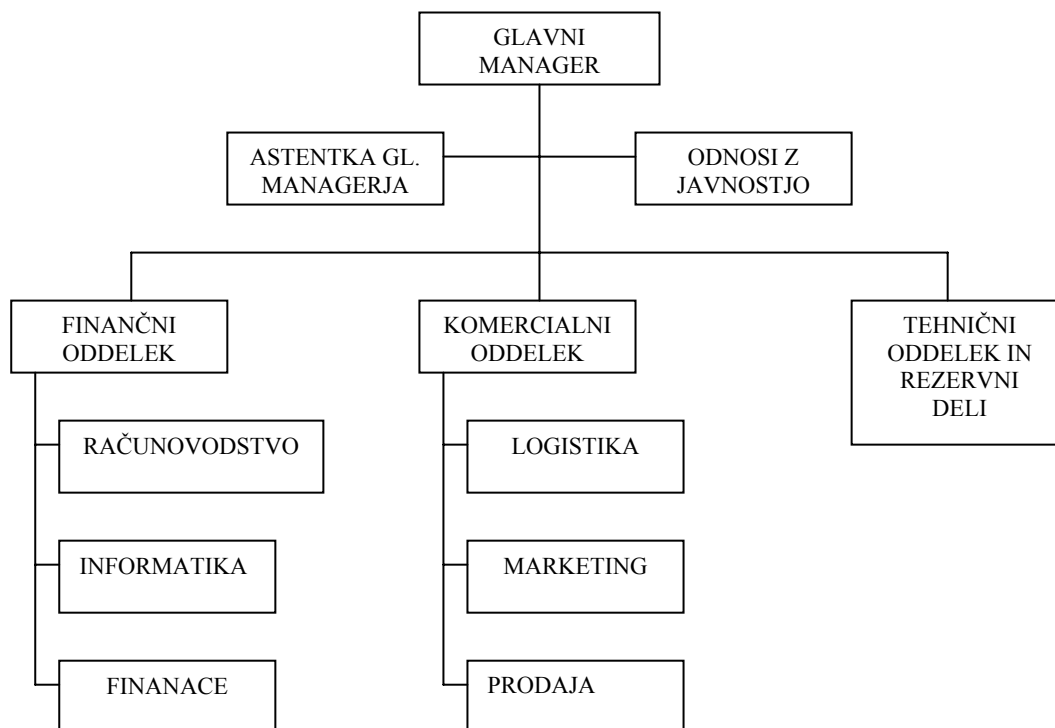 GLAVNI
MANAGER
ASTENTKA GL.
MANAGERJA
ODNOSI Z
JAVNOSTJO
FINANČNI
ODDELEK
KOMERCIALNI
ODDELEK
TEHNIČNI
ODDELEK IN
REZERVNI
DELI
RAČUNOVODSTVO
LOGISTIKA
INFORMATIKA
MARKETING
FINANACE
PRODAJA